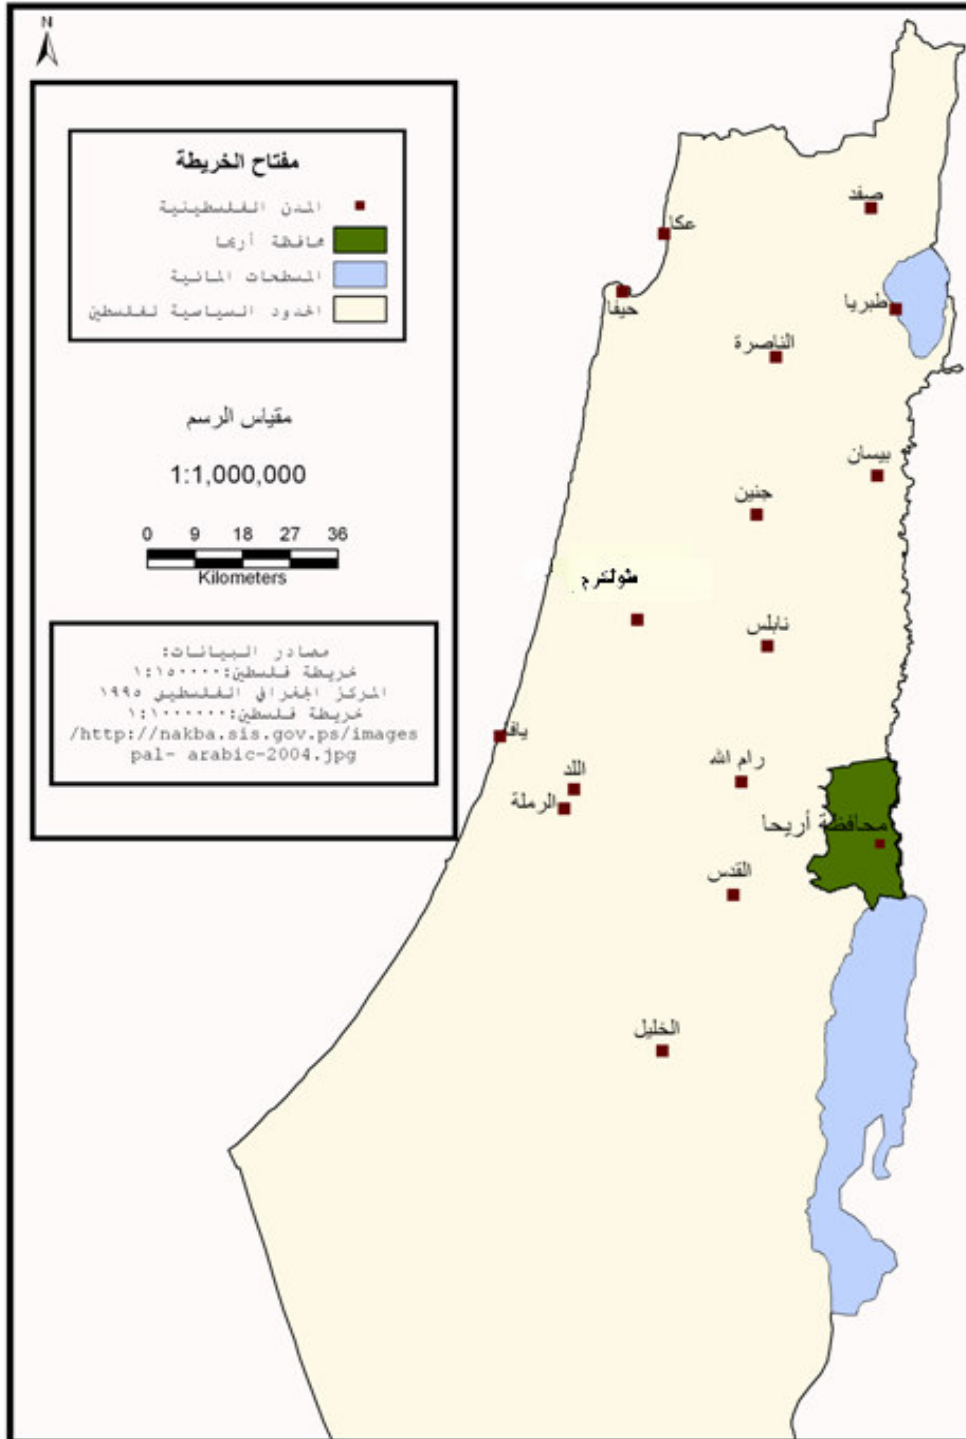 N
مفتاح الخريطة
المدن الفلسطينية
محافظة أريحا
المسطحات المائية
الحدود السياسية لفلسطين
مقياس الرسم
1:1,000,000
0 9 18 27 36
Kilometers
مصادر البيانات:
خريطة فلسطين:١:١٥٠٠٠٠
المركز الجغرافي الفلسطيني ١٩٩٥
خريطة فلسطين:١:١٠٠٠٠٠٠
/http://nakba.sis.gov.ps/images
pal- arabic-2004.jpg
صفد
عكا
حيفا
طبريا
الناصرة
بيسان
جنين
طولكرم
نابلس
يافا
رام الله
اللد
الرملة
محافظة أريحا
القدس
الخليل